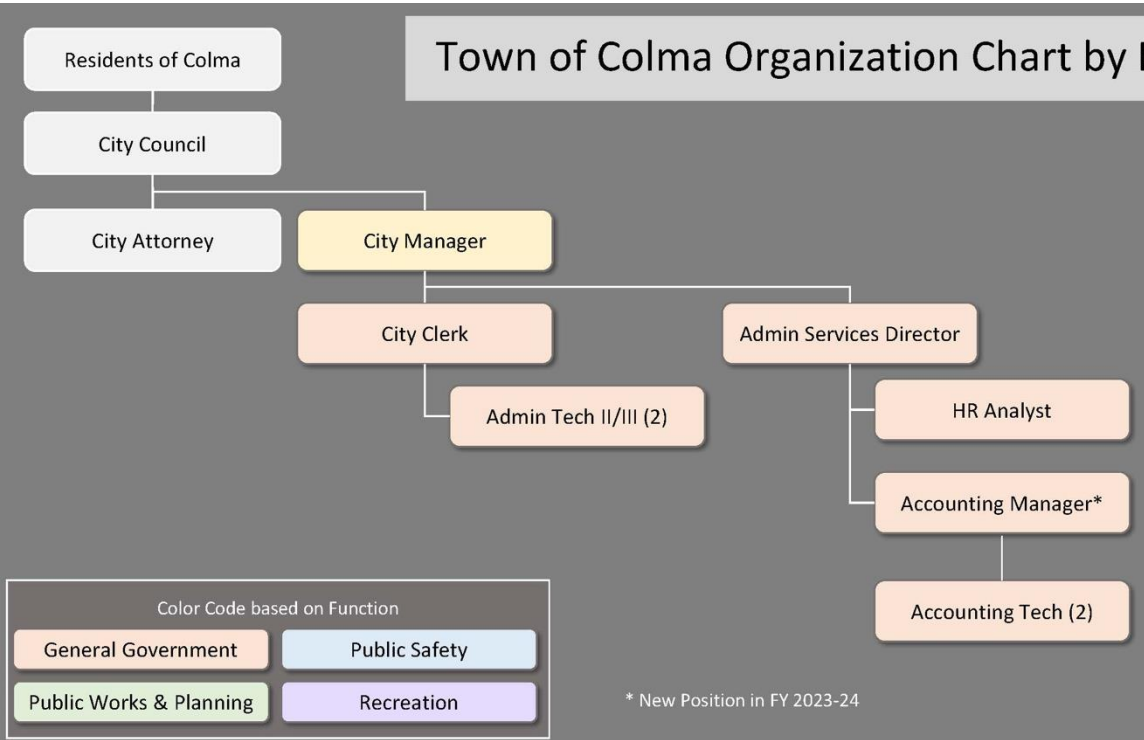 Town of Colma Organization Chart by
Residents of Colma
City Council
City Attorney
City Manager
City Clerk
Admin Services Director
Admin Tech II/III (2)
HR Analyst
Accounting Manager*
Accounting Tech (2)
Color Code based on Function
General Government
Public Safety
Public Works & Planning
Recreation
* New Position in FY 2023-24